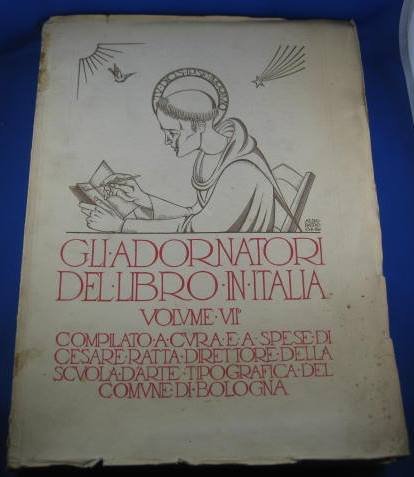 GLI·ADORNATORI
DEL·LIBRO·IN·ITALIA
VOLVME·VIIº
COMPILATO·A·CVRA·E·A·SPESE·DI
CESARE·RATTA·DIRETTORE·DELLA
SCVOLA·D'ARTE·TIPOGRAFICA·DEL
COMVNE·DI·BOLOGNA